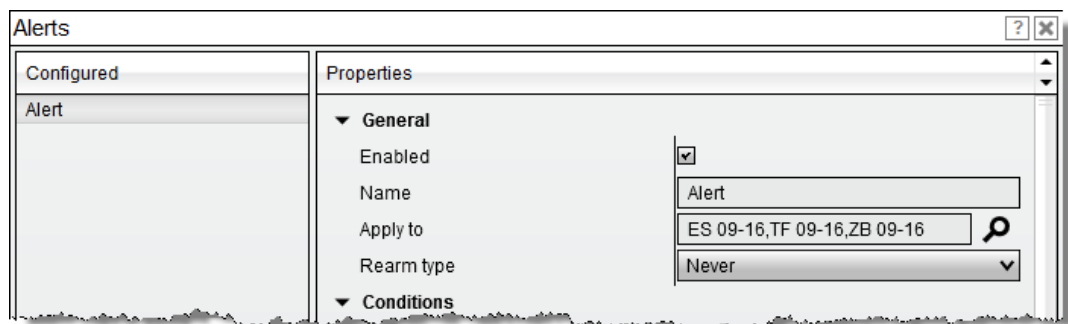 Alerts
Configured
Properties
Alert
General
Enabled
Name
Alert
Apply to
ES 09-16,TF 09-16,ZB 09-16
Rearm type
Never
Conditions